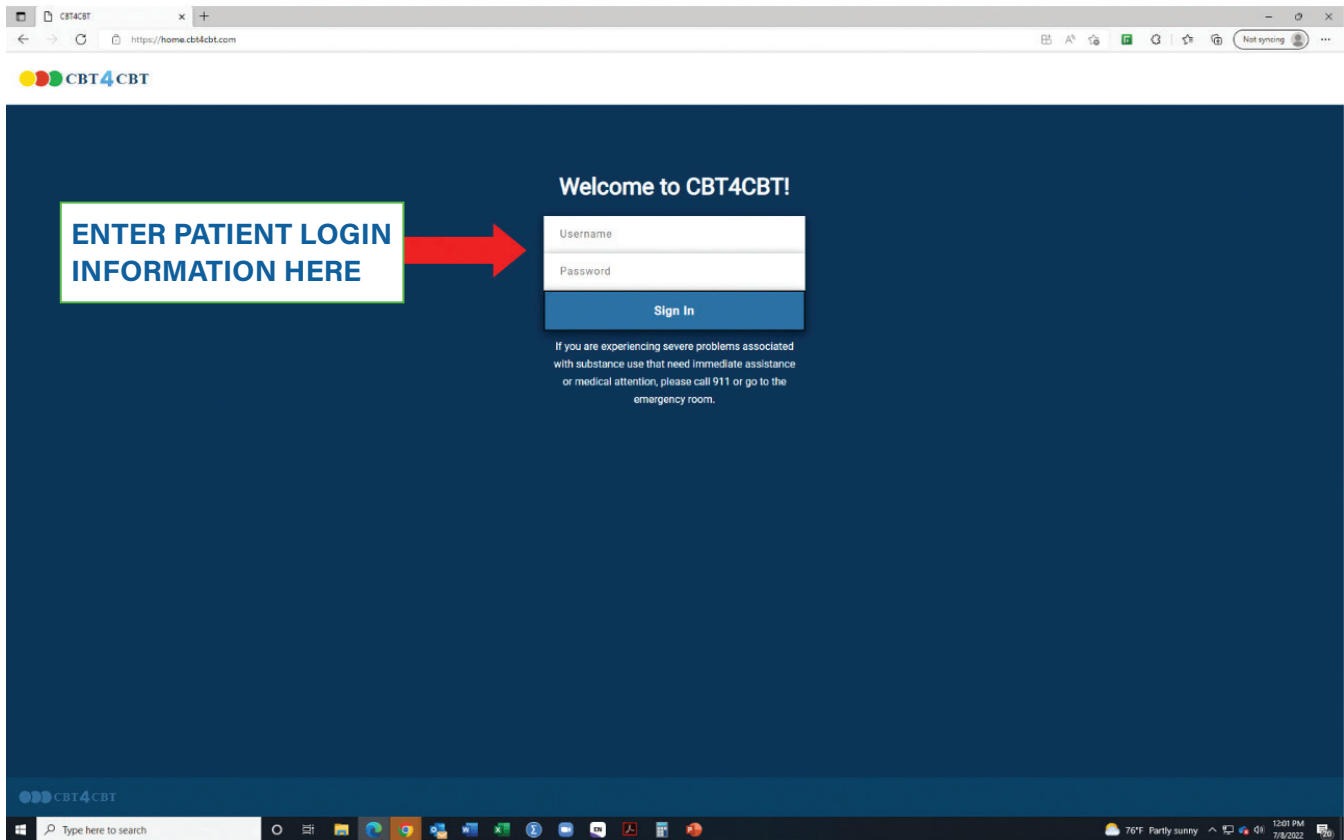 CBT4CBT
https://home.cbt4cbt.com
Not syncing
CBT4CBT
Welcome to CBT4CBT!
ENTER PATIENT LOGIN
INFORMATION HERE
Username
Password
Sign In
If you are experiencing severe problems associated
with substance use that need immediate assistance
or medical attention, please call 911 or go to the
emergency room.
CBT4CBT
Type here to search
76°F Partly sunny
12:01 PM
7/8/2022